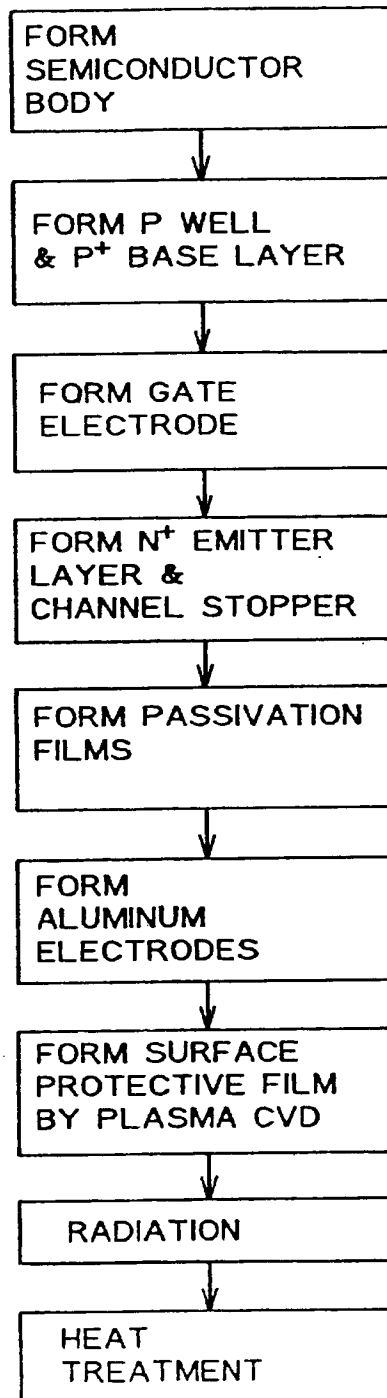 FORM
SEMICONDUCTOR
BODY
FORM P WELL
& P+ BASE LAYER
FORM GATE
ELECTRODE
FORM N+ EMITTER
LAYER &
CHANNEL STOPPER
FORM PASSIVATION
FILMS
FORM
ALUMINUM
ELECTRODES
FORM SURFACE
PROTECTIVE FILM
BY PLASMA CVD
RADIATION
HEAT
TREATMENT